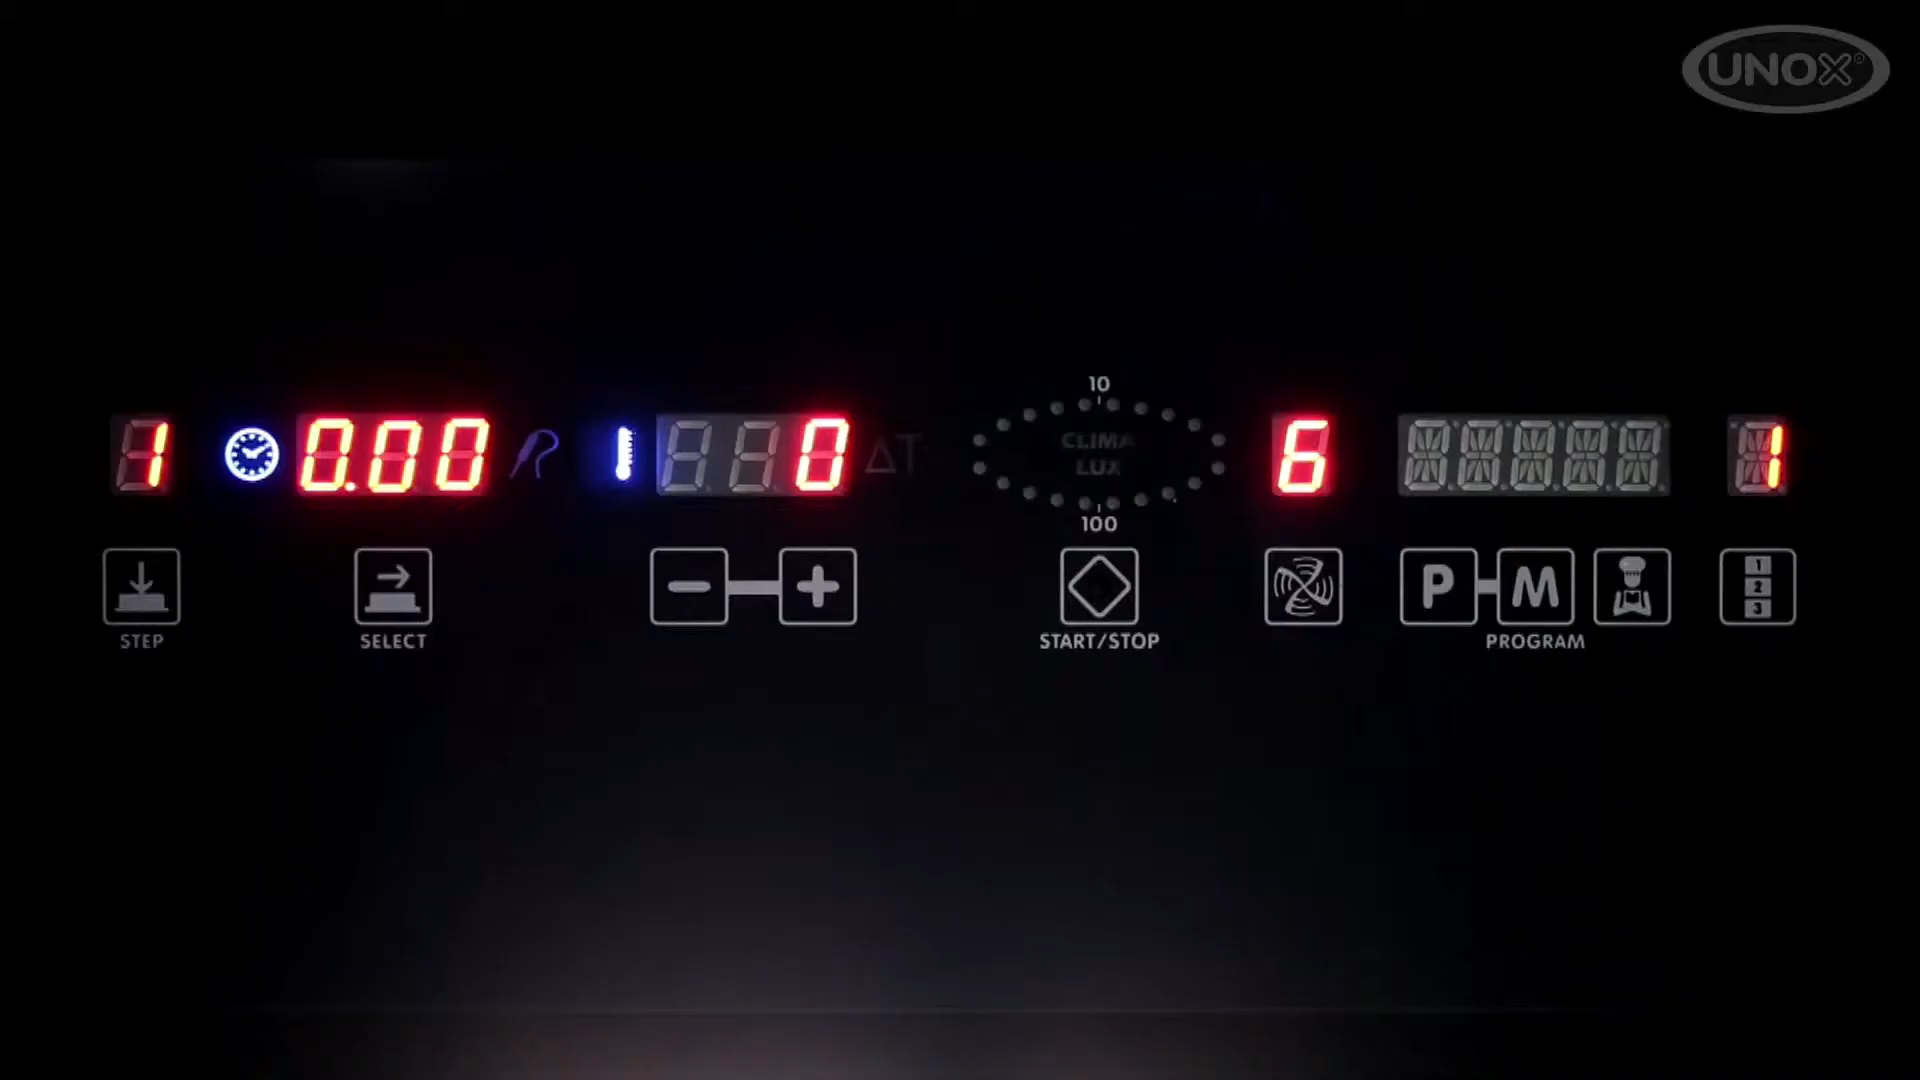 UNOX®
10
1 0.00 0 ΔT CLIMA 6 1
LUX
100
P M 1
2
3
STEP SELECT START/STOP PROGRAM